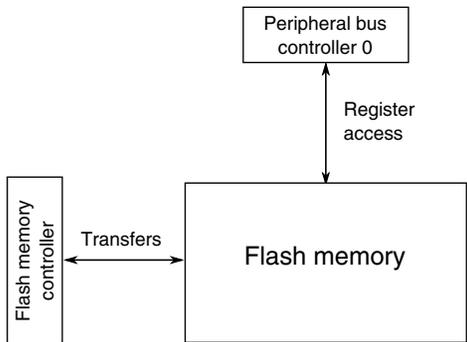 Peripheral bus
controller 0
Register
access
Flash memory
controller
Transfers
Flash memory